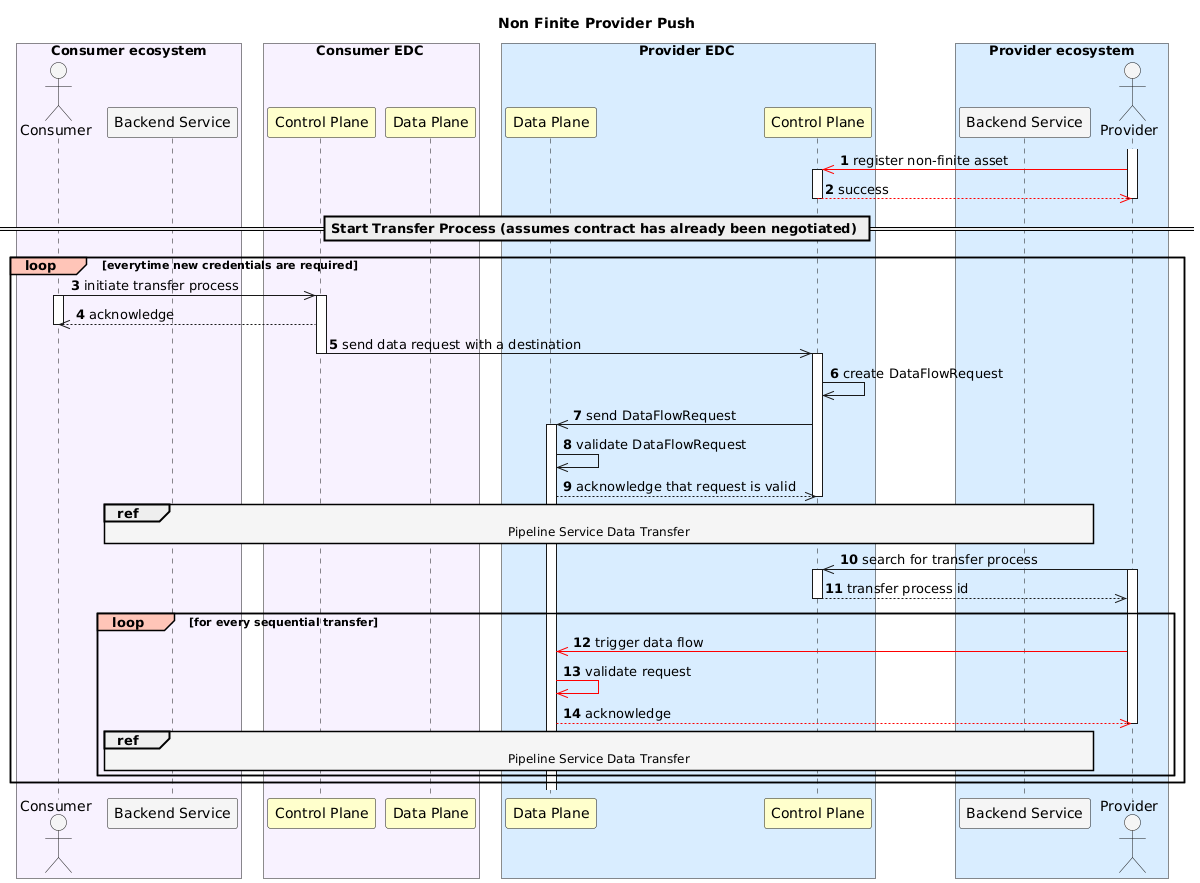 Non Finite Provider Push
Consumer ecosystem
Consumer EDC
Provider EDC
Provider ecosystem
Consumer
Backend Service
Control Plane
Data Plane
Data Plane
Control Plane
Backend Service
Provider
1 register non-finite asset
2 success
Start Transfer Process (assumes contract has already been negotiated)
loop [everytime new credentials are required]
3 initiate transfer process
4 acknowledge
5 send data request with a destination
6 create DataFlowRequest
7 send DataFlowRequest
8 validate DataFlowRequest
9 acknowledge that request is valid
ref
Pipeline Service Data Transfer
10 search for transfer process
11 transfer process id
loop [for every sequential transfer]
12 trigger data flow
13 validate request
14 acknowledge
ref
Pipeline Service Data Transfer
Consumer
Backend Service
Control Plane
Data Plane
Data Plane
Control Plane
Backend Service
Provider